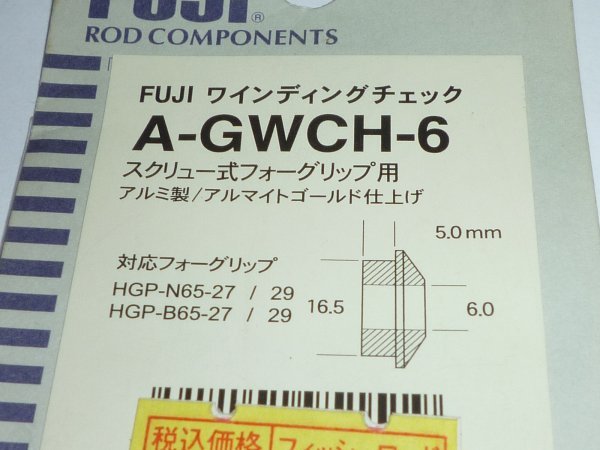 FUJI®
ROD COMPONENTS
FUJI ワインディングチェック
A-GWCH-6
スクリュー式フォーグリップ用
アルミ製/アルマイトゴールド仕上げ
5.0mm
対応フォーグリップ
HGP-N65-27 / 29
HGP-B65-27 / 29
16.5
6.0
税込価格